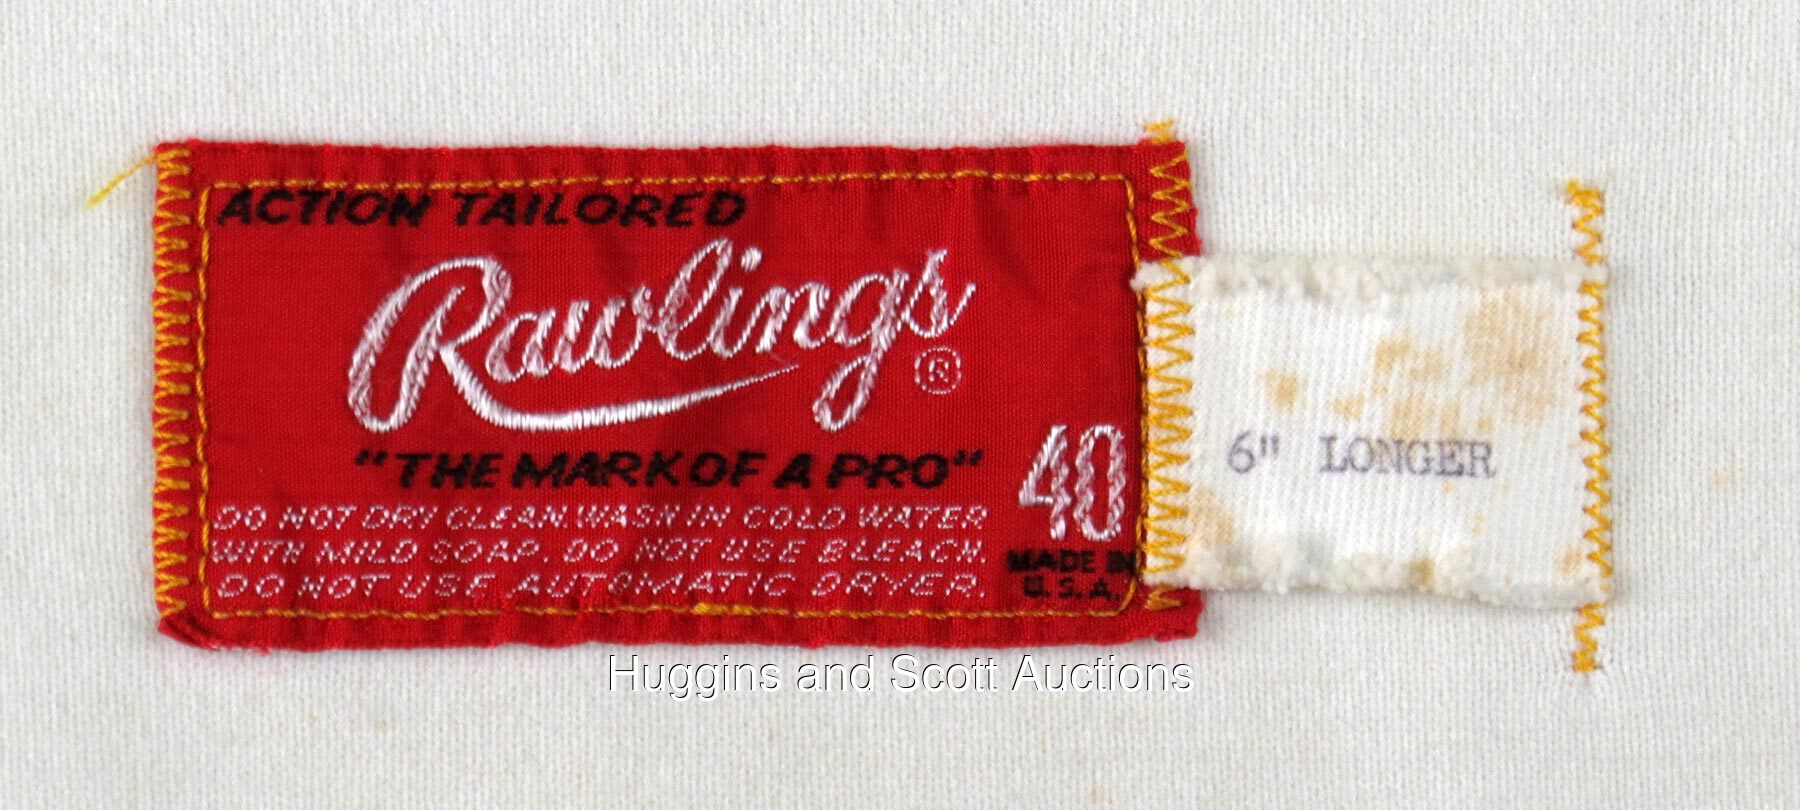 ACTION TAILORED
Rawlings ®
"THE MARK OF A PRO"
40
DO NOT DRY CLEAN WASH IN COLD WATER
WITH MILD SOAP. DO NOT USE BLEACH.
DO NOT USE AUTOMATIC DRYER.
MADE IN
U.S.A.
6" LONGER
Huggins and Scott Auctions